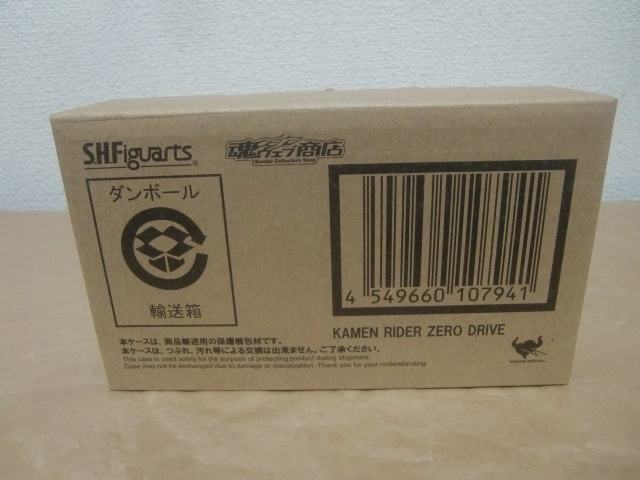 S.H.Figuarts
魂ウェブ商店
Bandai Collectors Shop
ダンボール
輸送箱
4 549660 107941
KAMEN RIDER ZERO DRIVE
本ケースは、商品輸送用の保護梱包材です。
本ケースは、つぶれ、汚れ等による交換は出来ません。ご了承ください。
This case is used solely for the purpose of protecting product during shipment.
Case may not be exchanged due to damage or discoloration. Thank you for your understanding.